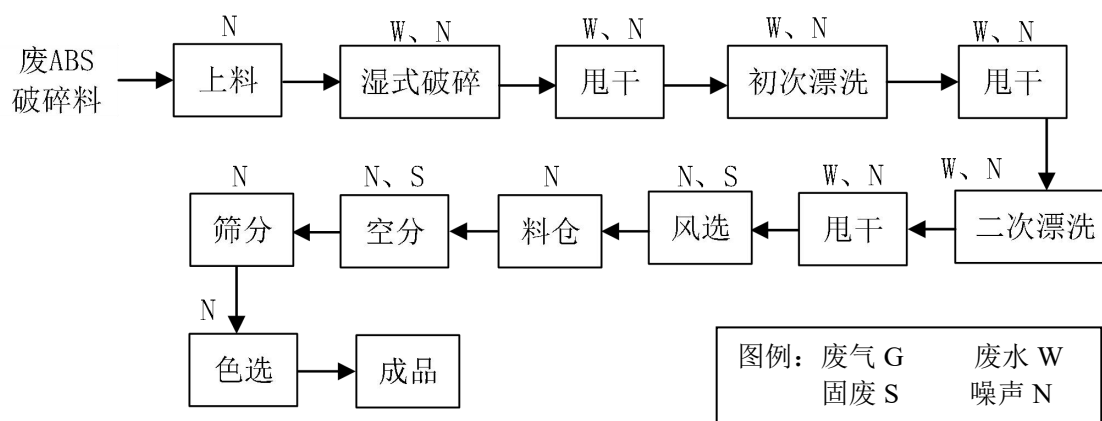 N
W、N
W、N
W、N
W、N
废ABS
破碎料
上料
湿式破碎
甩干
初次漂洗
甩干
N
N、S
N
N、S
W、N
W、N
筛分
空分
料仓
风选
甩干
二次漂洗
N
色选
成品
图例：废气 G 废水 W
固废 S 噪声 N